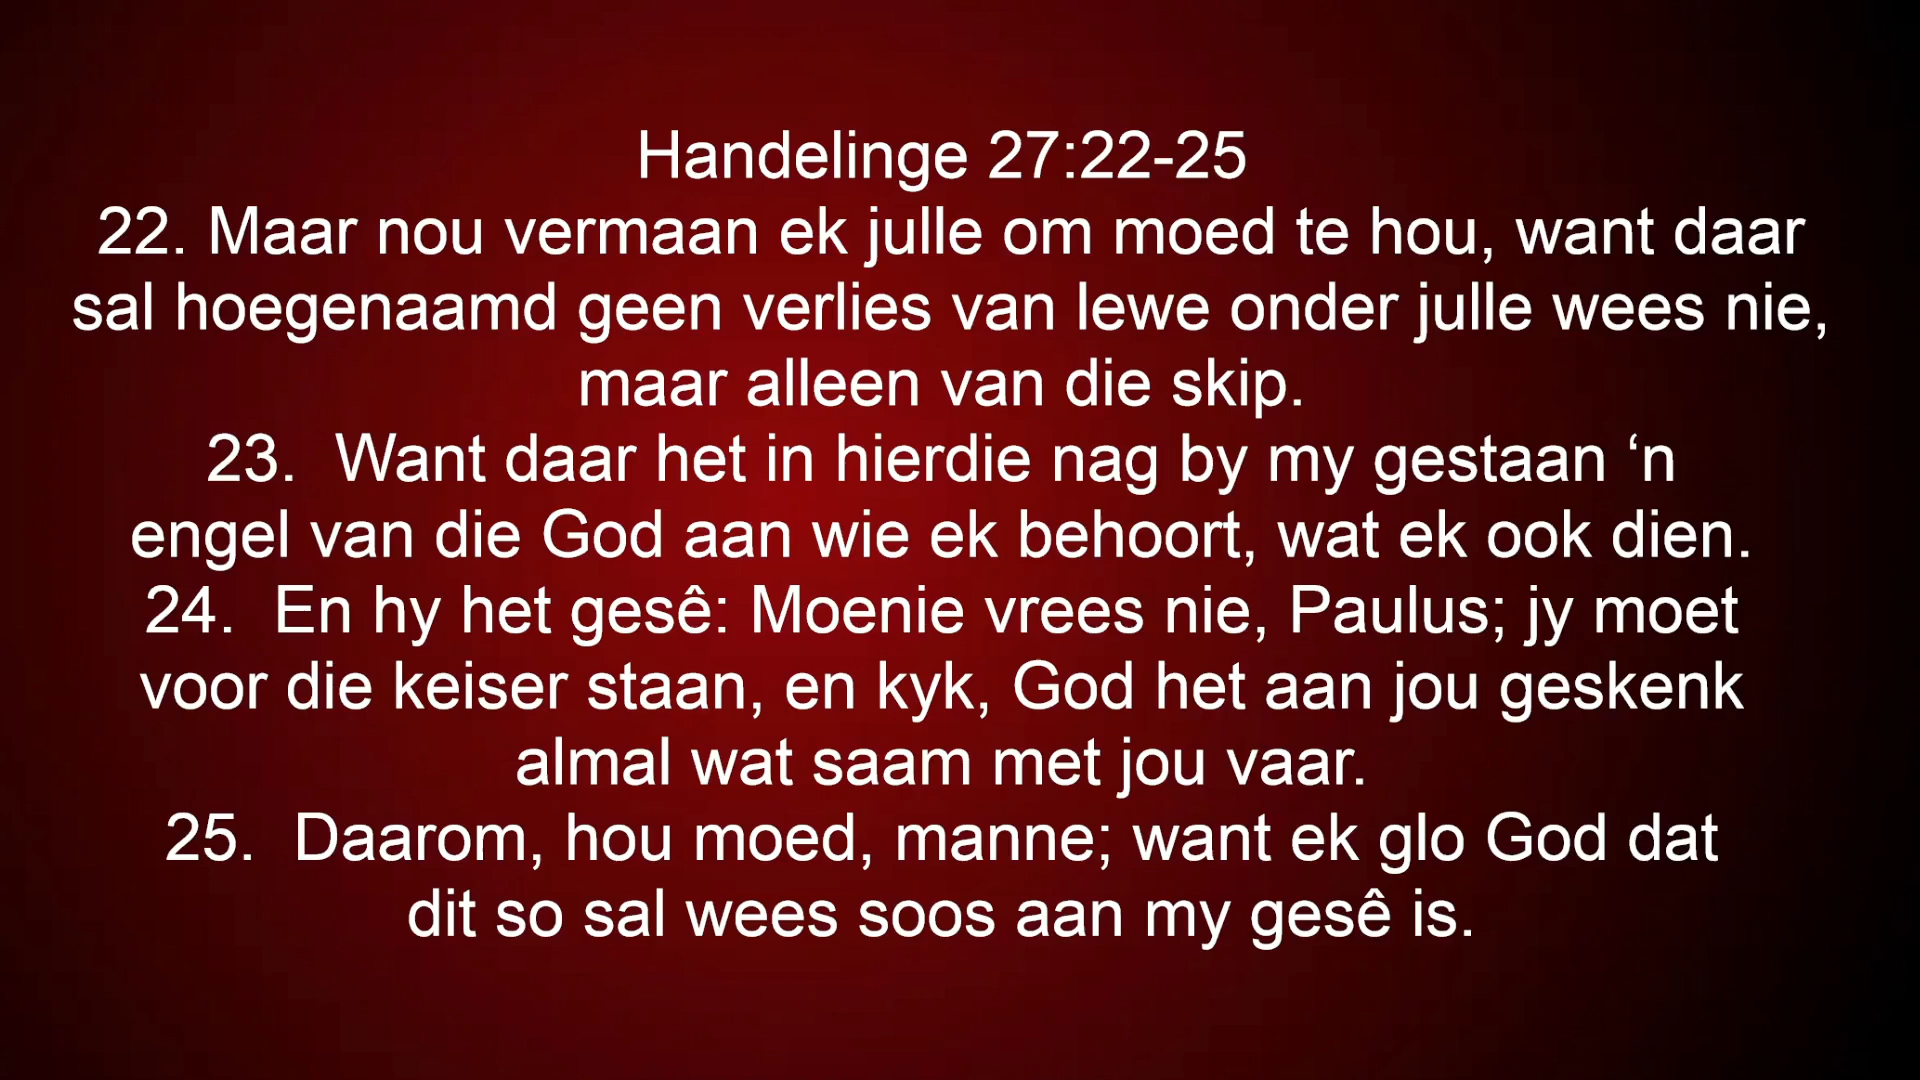 Handelinge 27:22-25
22. Maar nou vermaan ek julle om moed te hou, want daar
sal hoegenaamd geen verlies van lewe onder julle wees nie,
maar alleen van die skip.
23.  Want daar het in hierdie nag by my gestaan ‘n
engel van die God aan wie ek behoort, wat ek ook dien.
24.  En hy het gesê: Moenie vrees nie, Paulus; jy moet
voor die keiser staan, en kyk, God het aan jou geskenk
almal wat saam met jou vaar.
25.  Daarom, hou moed, manne; want ek glo God dat
dit so sal wees soos aan my gesê is.